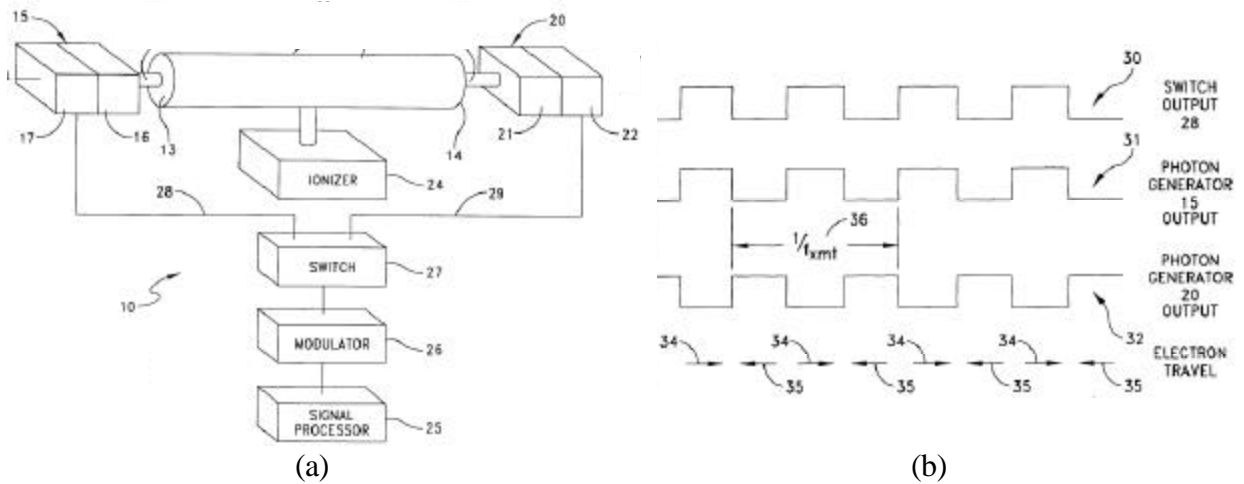 15
20
17
16
13
14
21
22
IONIZER
24
28
29
SWITCH
27
10
MODULATOR
26
SIGNAL
PROCESSOR
25
(a)
30
SWITCH
OUTPUT
28
31
PHOTON
GENERATOR
15
OUTPUT
36
1/fxmt
PHOTON
GENERATOR
20
OUTPUT
32
34 34 34 34
ELECTRON
TRAVEL
35 35 35 35
(b)